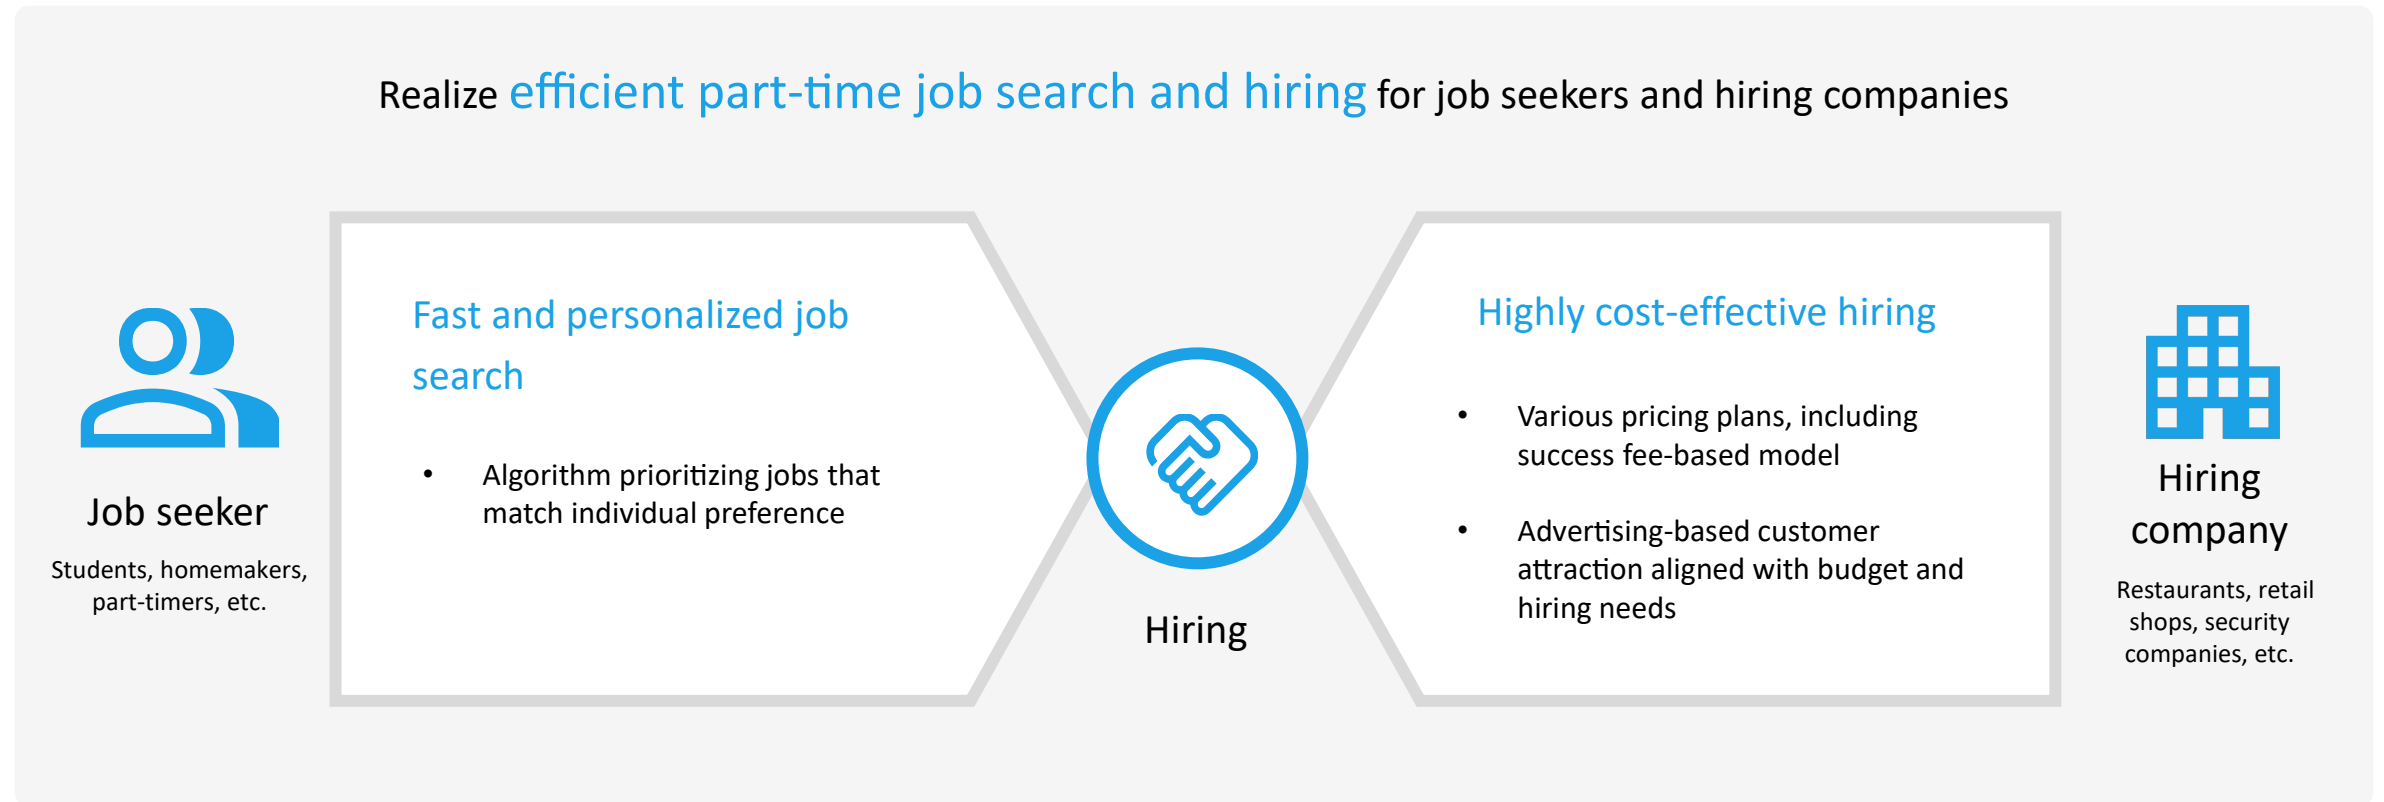 Realize efficient part-time job search and hiring for job seekers and hiring companies
Job seeker
Students, homemakers,
part-timers, etc.
Fast and personalized job
search
• Algorithm prioritizing jobs that
match individual preference
Hiring
Highly cost-effective hiring
• Various pricing plans, including
success fee-based model
• Advertising-based customer
attraction aligned with budget and
hiring needs
Hiring
company
Restaurants, retail
shops, security
companies, etc.